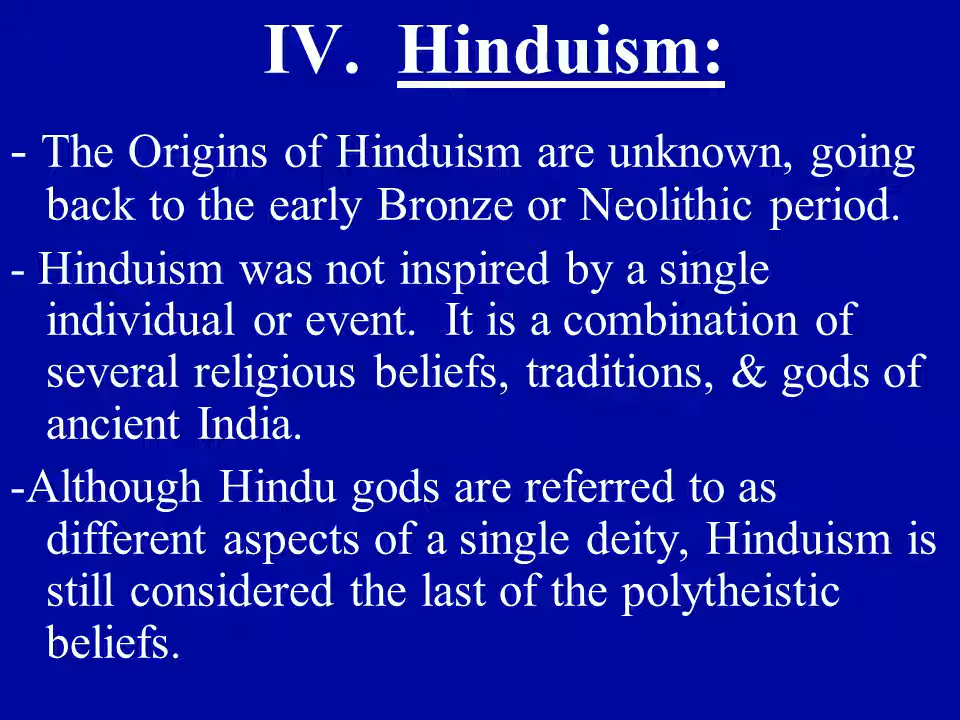 IV. Hinduism:
- The Origins of Hinduism are unknown, going
back to the early Bronze or Neolithic period.
- Hinduism was not inspired by a single
individual or event. It is a combination of
several religious beliefs, traditions, & gods of
ancient India.
-Although Hindu gods are referred to as
different aspects of a single deity, Hinduism is
still considered the last of the polytheistic
beliefs.